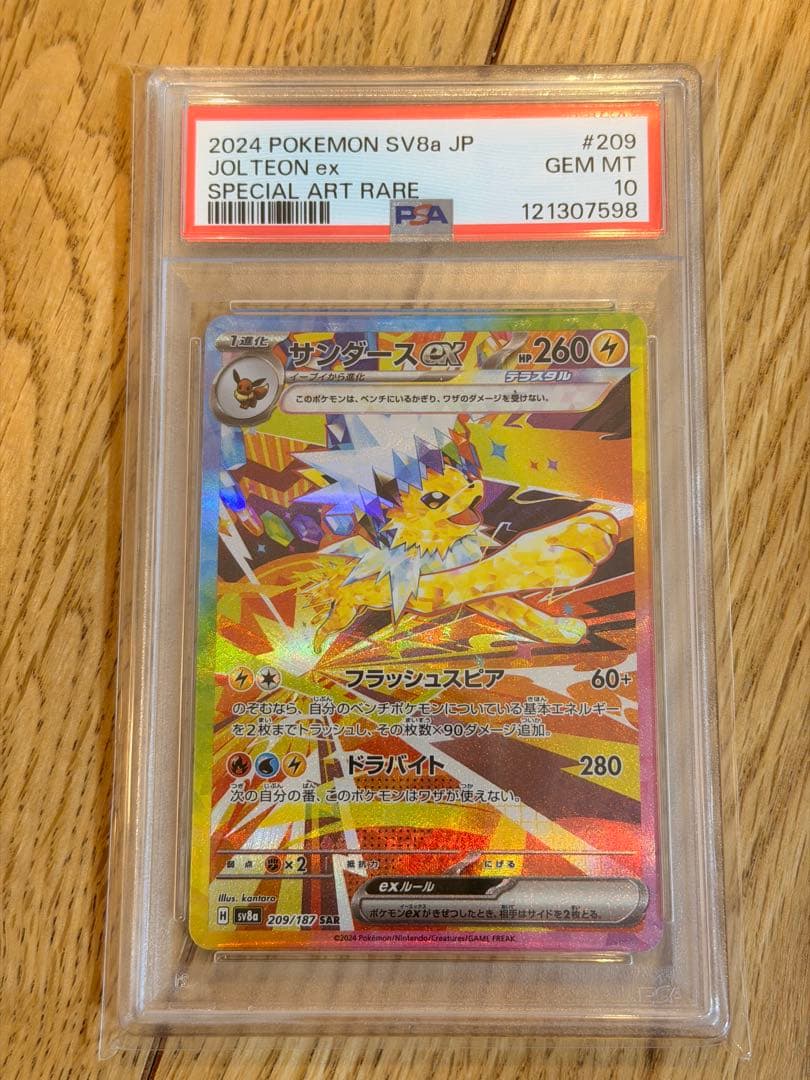 2024 POKEMON SV8a JP #209
JOLTEON ex GEM MT
SPECIAL ART RARE 10
PSA 121307598
1進化 サンダースex HP260
イーブイから進化 テラスタル
このポケモンは、ベンチにいるかぎり、ワザのダメージを受けない。
フラッシュスピア 60+
のぞむなら、自分のベンチポケモンについている基本エネルギー
を2枚までトラッシュし、その枚数×90ダメージ追加。
ドラバイト 280
次の自分の番、このポケモンはワザが使えない。
弱点 ×2 抵抗力 にげる
exルール
ポケモンexがきぜつしたとき、相手はサイドを2枚とる。
Illus. kantaro
H sv8a 209/187 SAR
©2024 Pokémon/Nintendo/Creatures/GAME FREAK